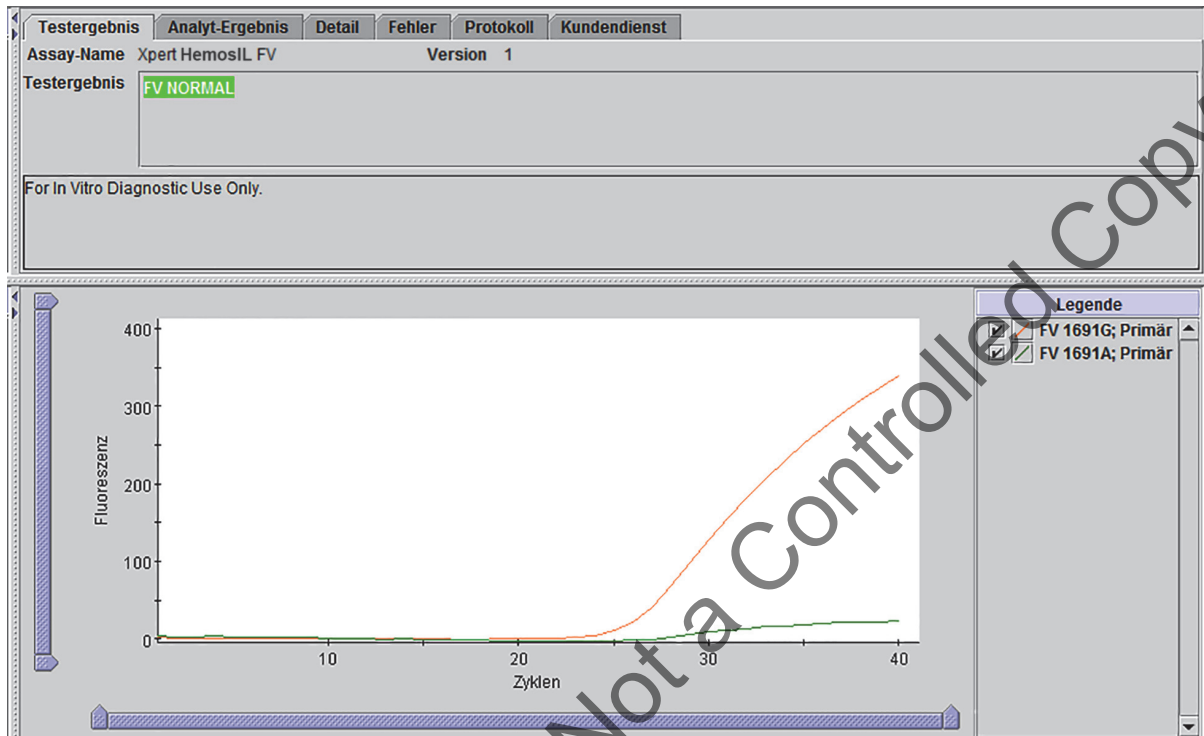 Testergebnis Analyt-Ergebnis Detail Fehler Protokoll Kundendienst
Assay-Name Xpert HemosIL FV Version 1
Testergebnis FV NORMAL
For In Vitro Diagnostic Use Only.
Legende
FV 1691G; Primär
FV 1691A; Primär
400
300
200
100
0
Fluoreszenz
10 20 30 40
Zyklen
Not a Controlled Copy